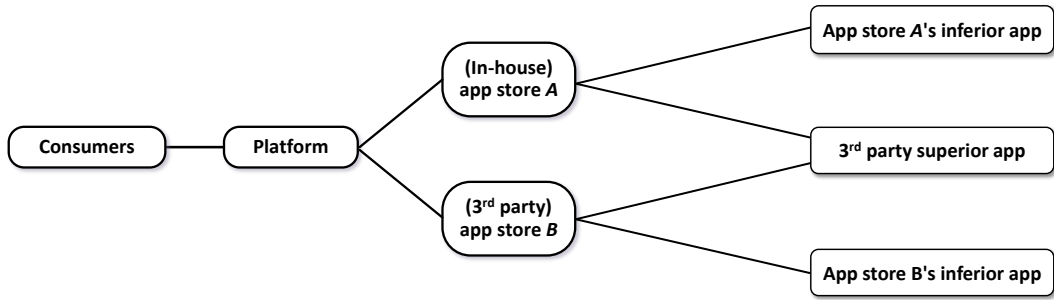 Consumers
Platform
(In-house)
app store A
(3rd party)
app store B
App store A's inferior app
3rd party superior app
App store B's inferior app